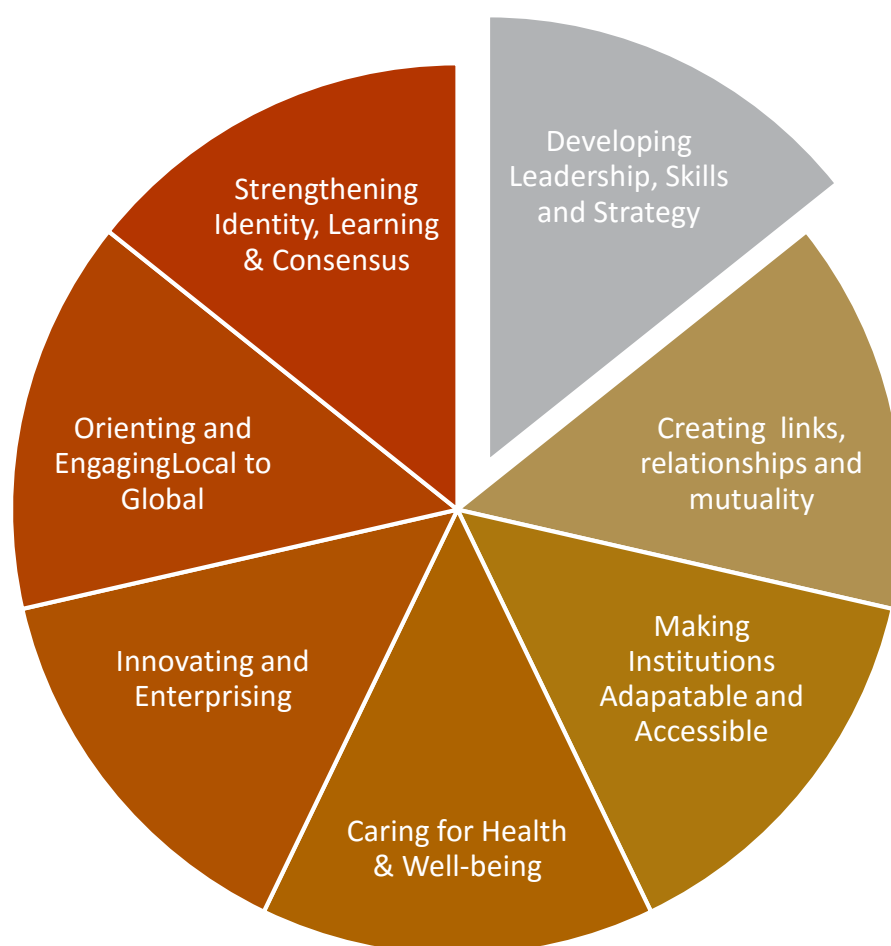 Developing
Leadership, Skills
and Strategy
Creating  links,
relationships and
mutuality
Making
Institutions
Adapatable and
Accessible
Caring for Health
& Well-being
Innovating and
Enterprising
Orienting and
EngagingLocal to
Global
Strengthening
Identity, Learning
& Consensus